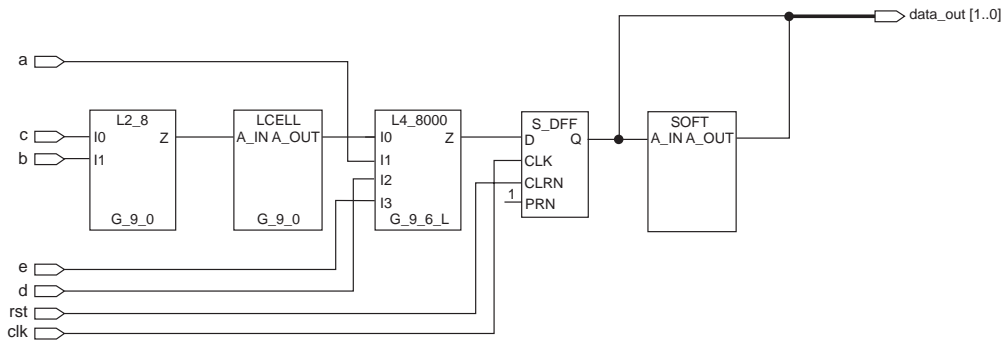 data_out [1..0]
a
L2_8
LCELL
L4_8000
S_DFF
SOFT
c
I0
Z
A_IN
A_OUT
I0
Z
D
Q
A_IN
A_OUT
b
I1
I1
CLK
I2
CLRN
I3
1
PRN
G_9_0
G_9_0
G_9_6_L
e
d
rst
clk